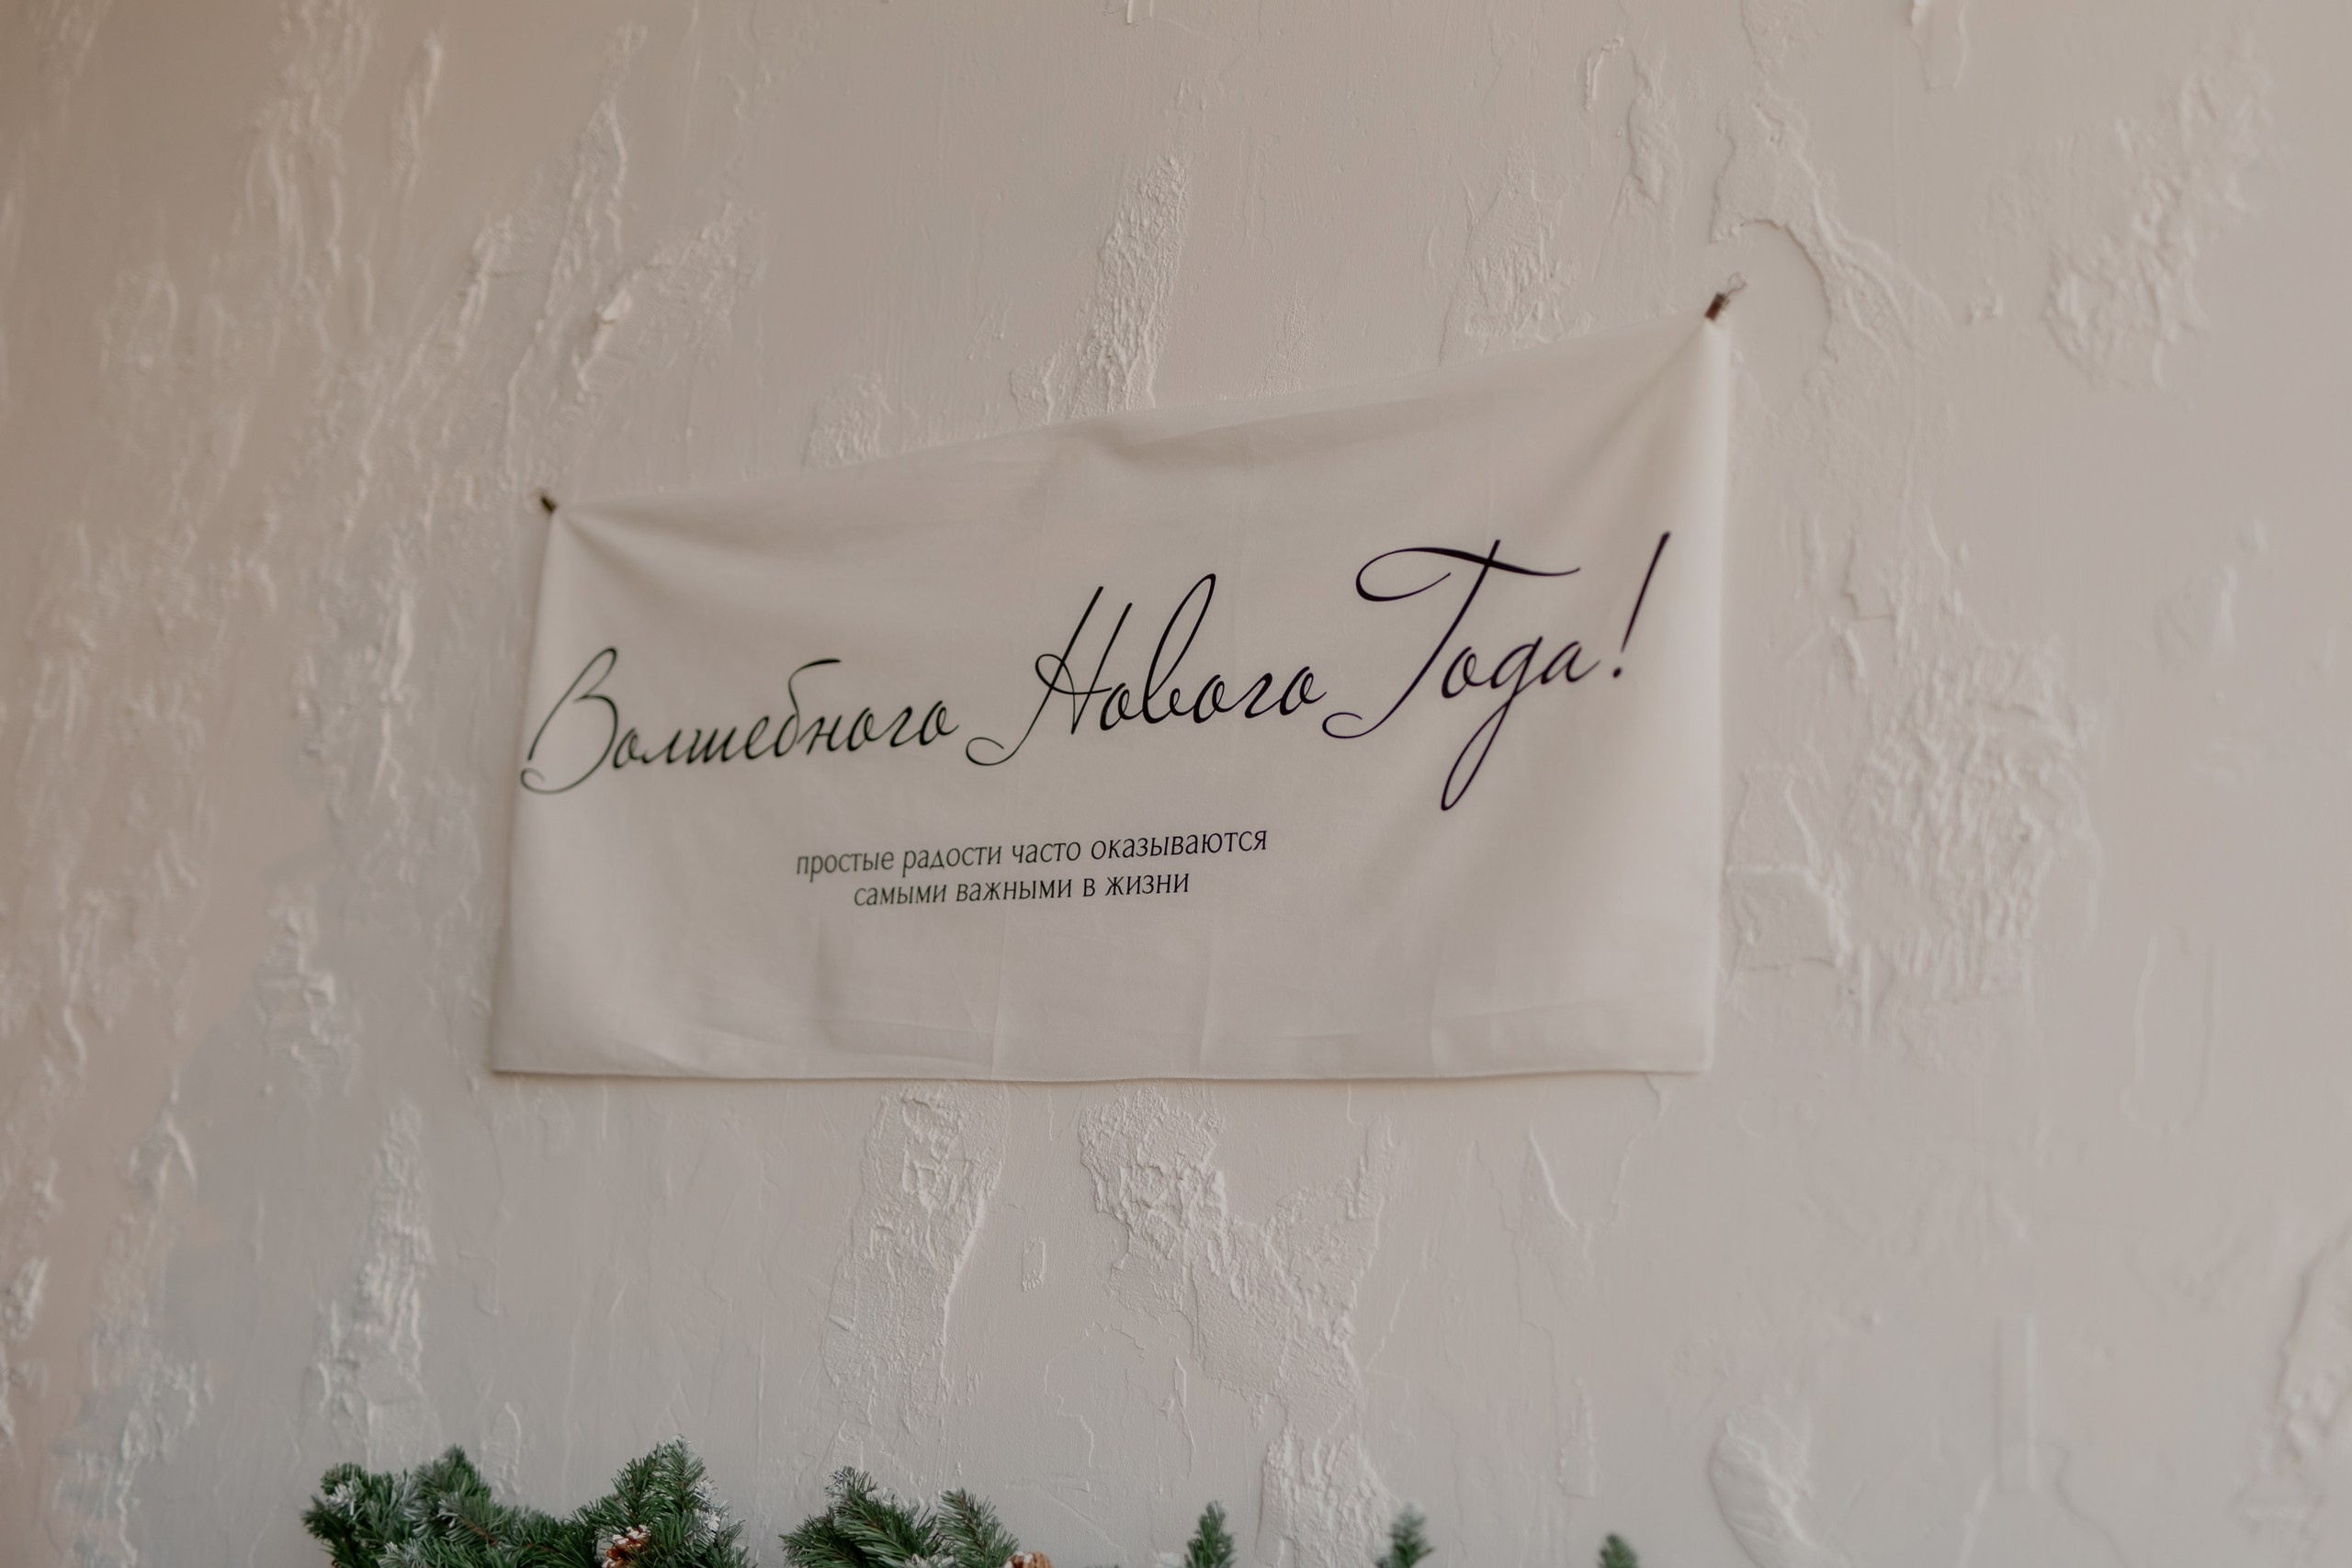 Волшебного Нового Года!
простые радости часто оказываются
самыми важными в жизни